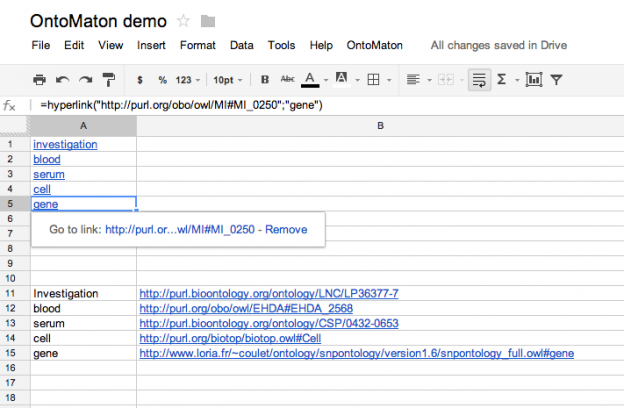 OntoMaton demo
File Edit View Insert Format Data Tools Help OntoMaton All changes saved in Drive
$ % 123 10pt B Abc A A Σ
fx =hyperlink("http://purl.org/obo/owl/MI#MI_0250";"gene")
A B
1 investigation
2 blood
3 serum
4 cell
5 gene
6
Go to link: http://purl.or...wl/MI#MI_0250 - Remove
7
8
9
10
11 Investigation http://purl.bioontology.org/ontology/LNC/LP36377-7
12 blood http://purl.org/obo/owl/EHDA#EHDA_2568
13 serum http://purl.bioontology.org/ontology/CSP/0432-0653
14 cell http://purl.org/biotop/biotop.owl#Cell
15 gene http://www.loria.fr/~coulet/ontology/snpontology/version1.6/snpontology_full.owl#gene
16
17
18